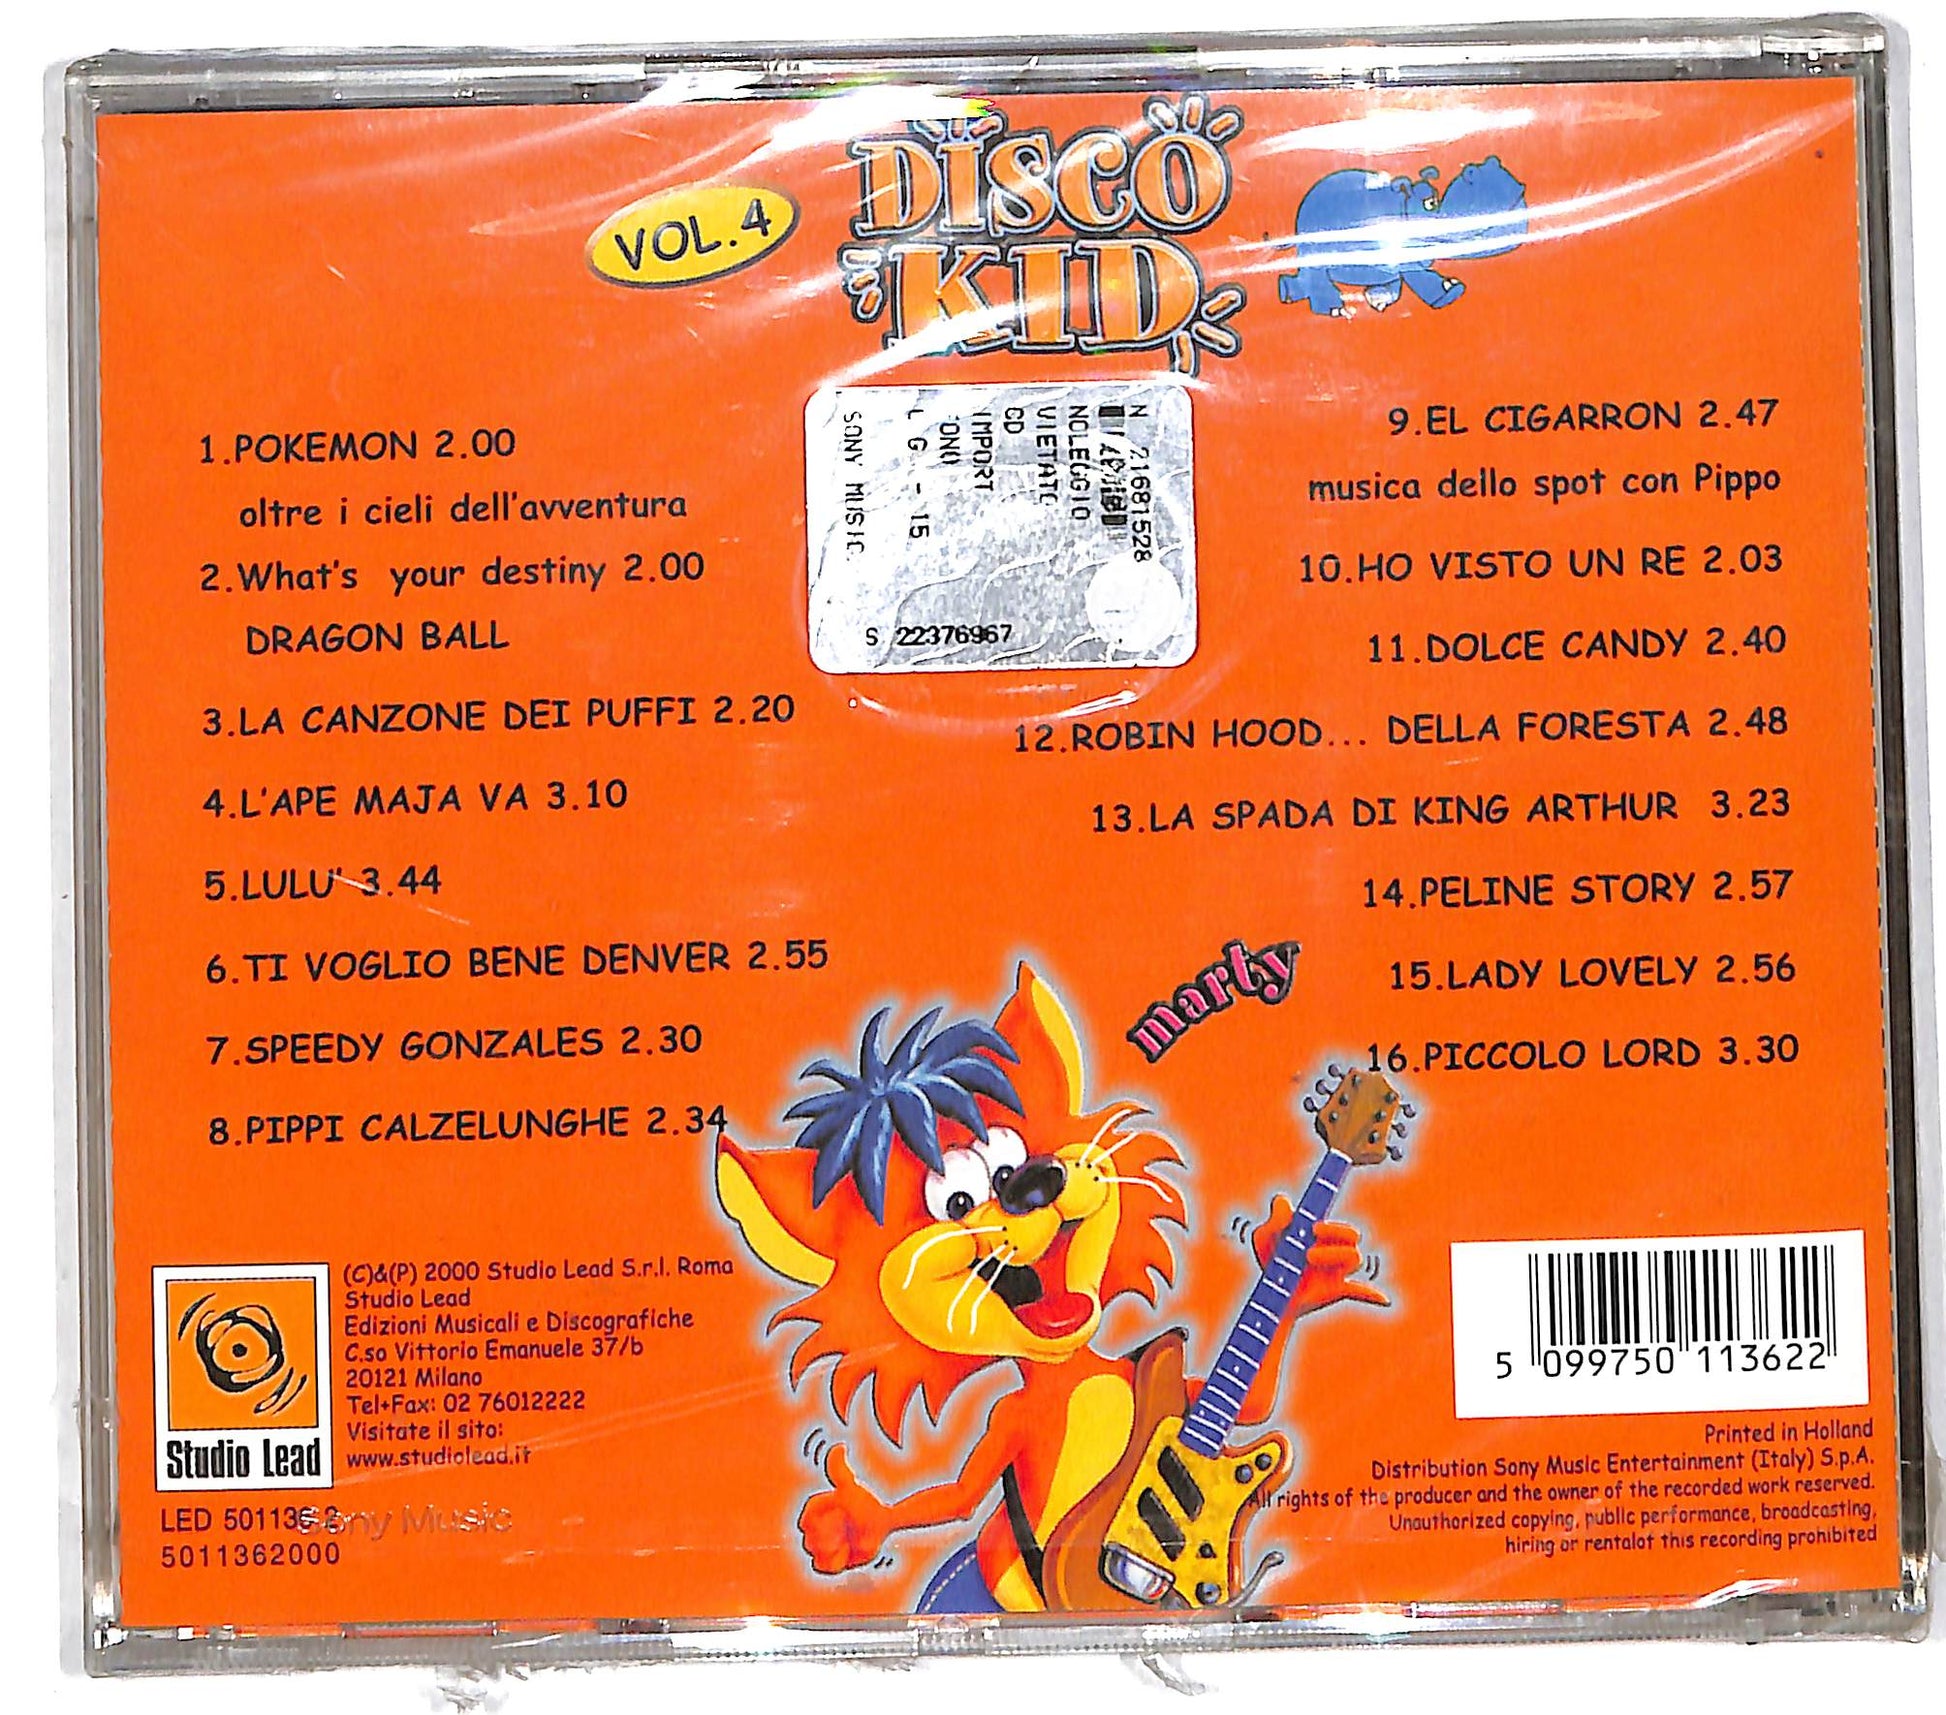 VOL.4
DISCO
KID
1.POKEMON 2.00
oltre i cieli dell'avventura
2.What's your destiny 2.00
DRAGON BALL
3.LA CANZONE DEI PUFFI 2.20
4.L'APE MAJA VA 3.10
5.LULU' 3.44
6.TI VOGLIO BENE DENVER 2.55
7.SPEEDY GONZALES 2.30
8.PIPPI CALZELUNGHE 2.34
N 21681528
NOLEGGIO
VIETATO
CD
IMPORT
L G - 15
SONY MUSIC
S 22376967
9.EL CIGARRON 2.47
musica dello spot con Pippo
10.HO VISTO UN RE 2.03
11.DOLCE CANDY 2.40
12.ROBIN HOOD... DELLA FORESTA 2.48
13.LA SPADA DI KING ARTHUR 3.23
14.PELINE STORY 2.57
15.LADY LOVELY 2.56
16.PICCOLO LORD 3.30
marty
Studio Lead
(C)&(P) 2000 Studio Lead S.r.l. Roma
Studio Lead
Edizioni Musicali e Discografiche
C.so Vittorio Emanuele 37/b
20121 Milano
Tel+Fax: 02 76012222
Visitate il sito:
www.studiolead.it
LED 501136 2
Sony Music
5011362000
5 099750 113622
Printed in Holland
Distribution Sony Music Entertainment (Italy) S.p.A.
All rights of the producer and the owner of the recorded work reserved.
Unauthorized copying, public performance, broadcasting,
hiring or rentalot this recording prohibited